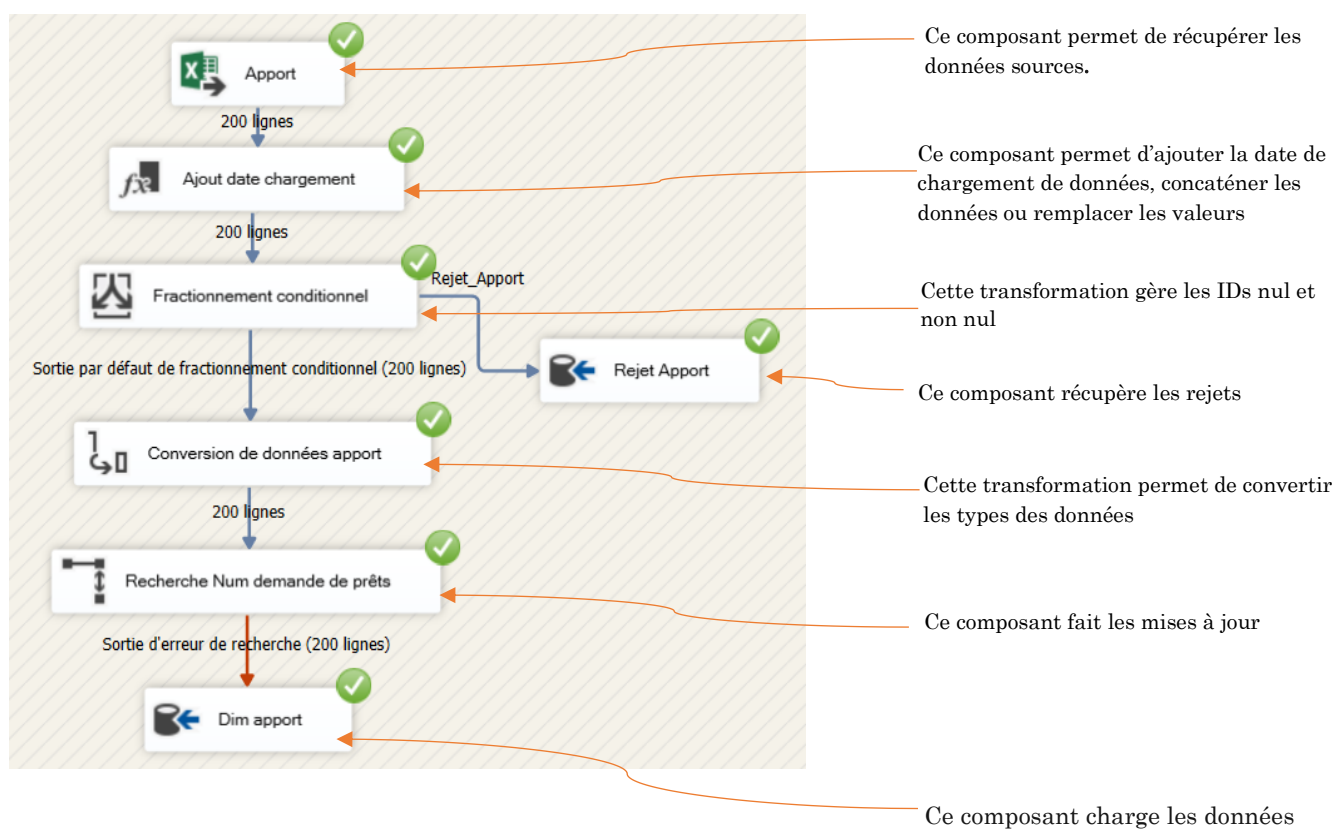 Ce composant permet de récupérer les
données sources.
Apport
200 lignes
Ce composant permet d'ajouter la date de
chargement de données, concaténer les
données ou remplacer les valeurs
Ajout date chargement
200 lignes
Rejet_Apport
Fractionnement conditionnel
Cette transformation gère les IDs nul et
non nul
Sortie par défaut de fractionnement conditionnel (200 lignes)
Rejet Apport
Ce composant récupère les rejets
Conversion de données apport
Cette transformation permet de convertir
les types des données
200 lignes
Recherche Num demande de prêts
Ce composant fait les mises à jour
Sortie d'erreur de recherche (200 lignes)
Dim apport
Ce composant charge les données